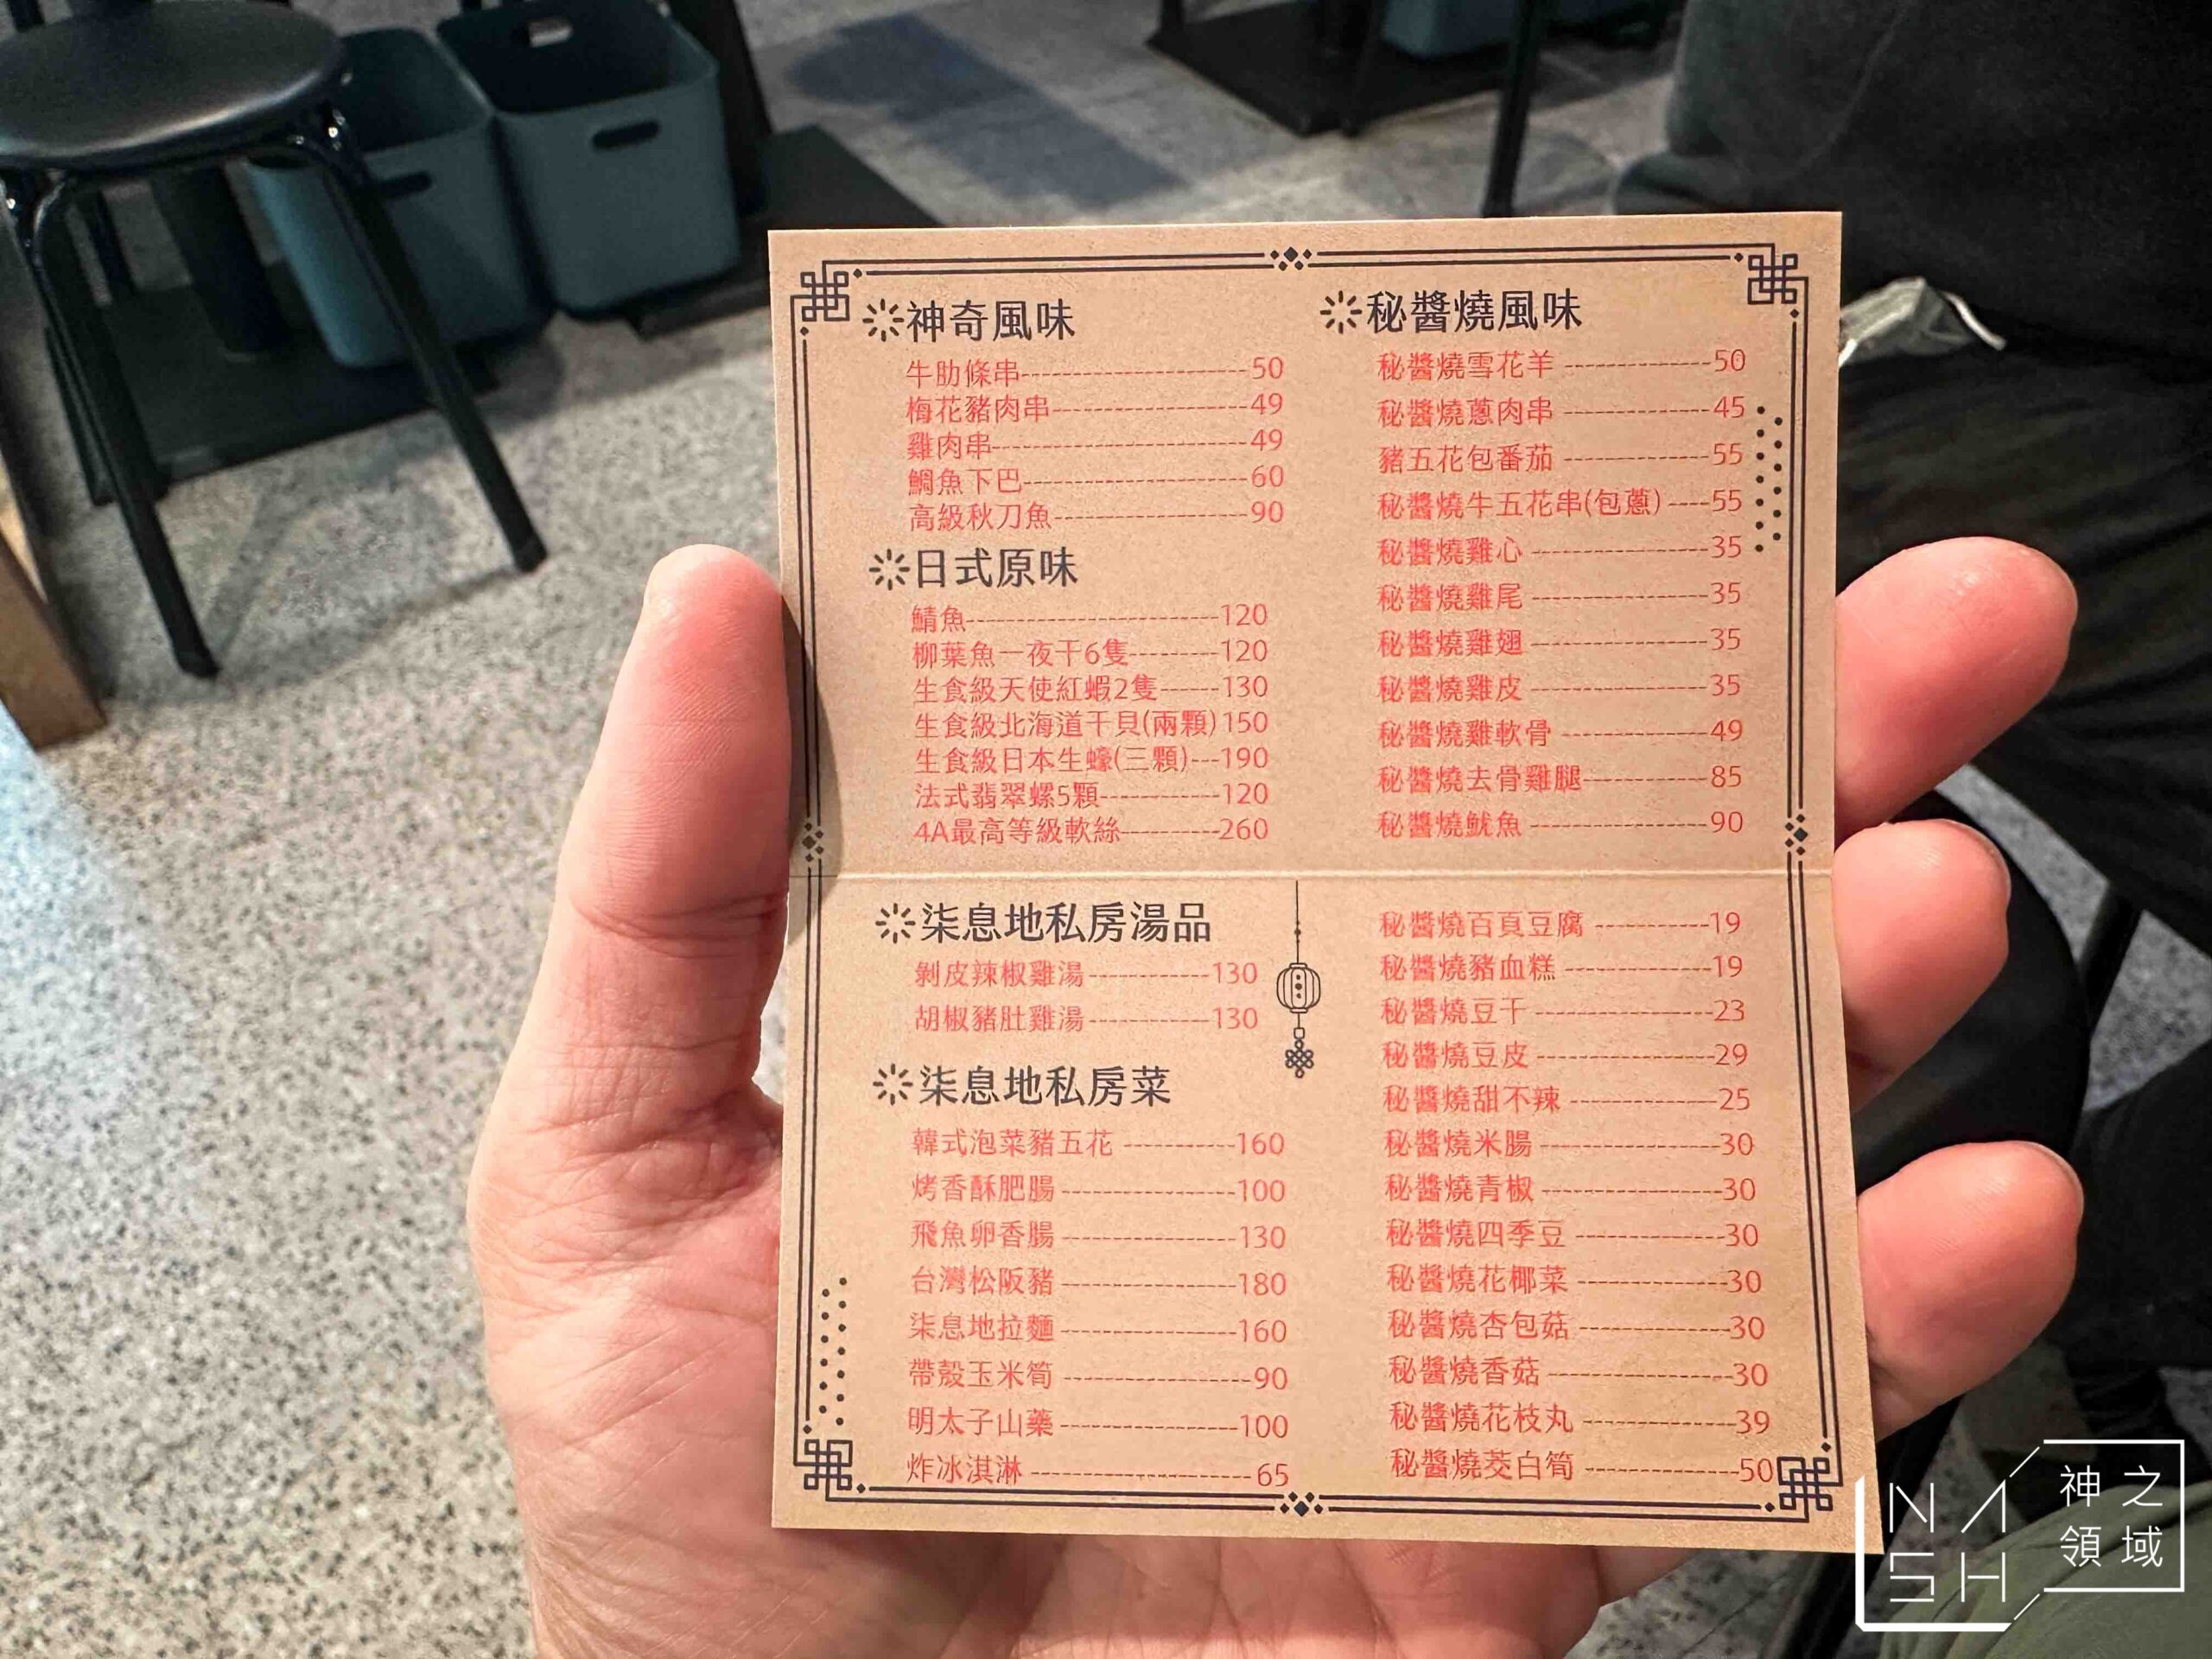 神奇風味
牛肋條串----------50
梅花豬肉串----------49
雞肉串----------49
鯛魚下巴----------60
高級秋刀魚----------90
日式原味
鯖魚----------120
柳葉魚一夜干6隻----------120
生食級天使紅蝦2隻------130
生食級北海道干貝(兩顆)150
生食級日本生蠔(三顆)---190
法式翡翠螺5顆----------120
4A最高等級軟絲----------260
柒息地私房湯品
剝皮辣椒雞湯----------130
胡椒豬肚雞湯----------130
柒息地私房菜
韓式泡菜豬五花----------160
烤香酥肥腸----------100
飛魚卵香腸----------130
台灣松阪豬----------180
柒息地拉麵----------160
帶殼玉米筍----------90
明太子山藥----------100
炸冰淇淋----------65
秘醬燒風味
秘醬燒雪花羊----------50
秘醬燒蔥肉串----------45
豬五花包番茄----------55
秘醬燒牛五花串(包蔥)----55
秘醬燒雞心----------35
秘醬燒雞尾----------35
秘醬燒雞翅----------35
秘醬燒雞皮----------35
秘醬燒雞軟骨----------49
秘醬燒去骨雞腿----------85
秘醬燒魷魚----------90
秘醬燒百頁豆腐----------19
秘醬燒豬血糕----------19
秘醬燒豆干----------23
秘醬燒豆皮----------29
秘醬燒甜不辣----------25
秘醬燒米腸----------30
秘醬燒青椒----------30
秘醬燒四季豆----------30
秘醬燒花椰菜----------30
秘醬燒杏包菇----------30
秘醬燒香菇----------30
秘醬燒花枝丸----------39
秘醬燒茭白筍----------50
NASH
神之領域